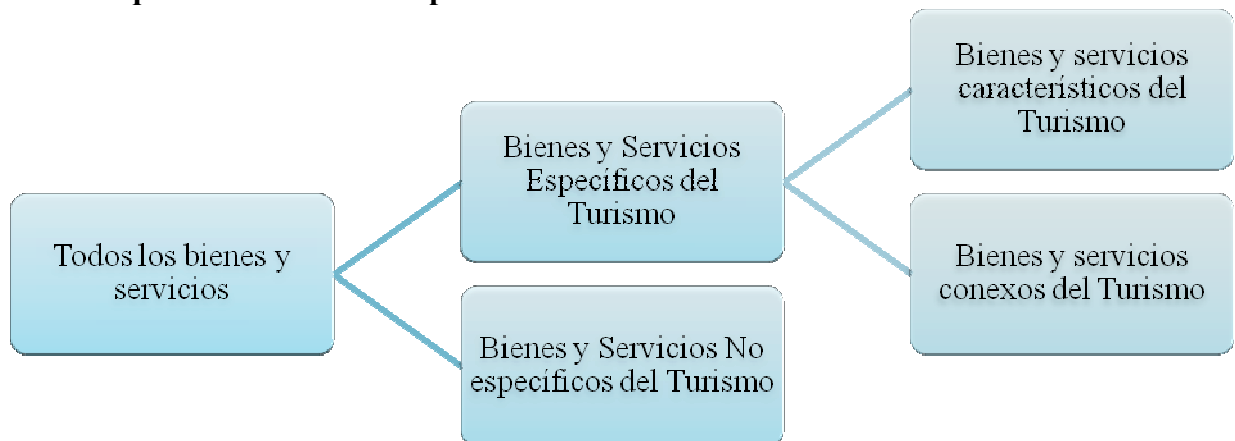 Todos los bienes y
servicios
Bienes y Servicios
Específicos del
Turismo
Bienes y Servicios No
específicos del Turismo
Bienes y servicios
característicos del
Turismo
Bienes y servicios
conexos del Turismo